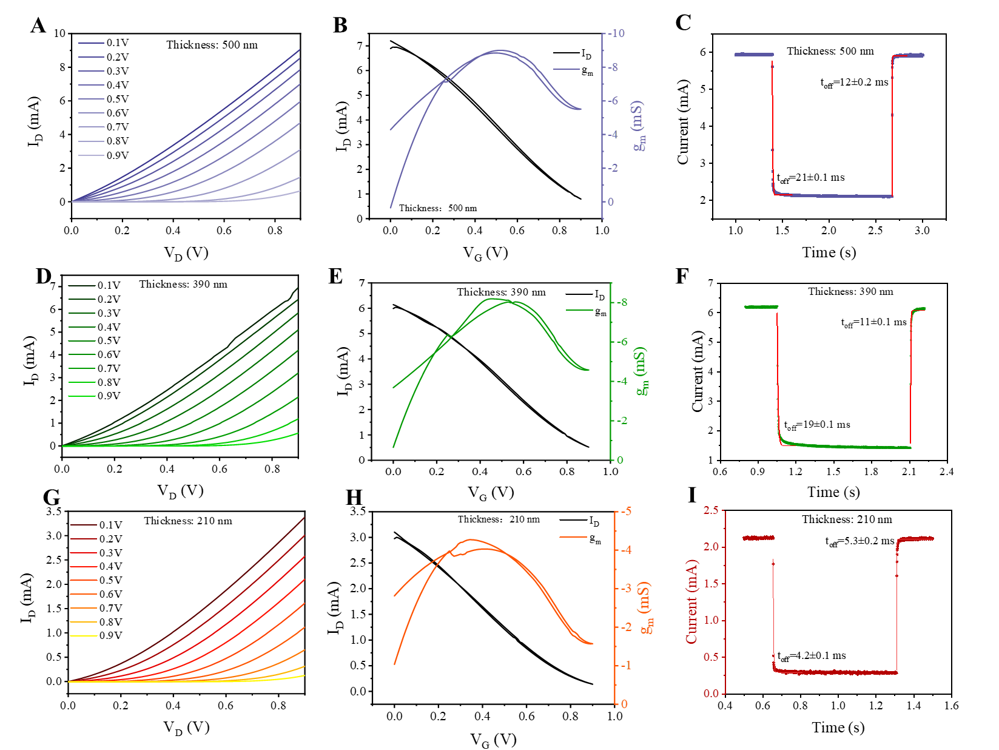 A
10
8
6
4
2
0
0.0 0.2 0.4 0.6 0.8
I_D (mA)
V_D (V)
Thickness: 500 nm
0.1V
0.2V
0.3V
0.4V
0.5V
0.6V
0.7V
0.8V
0.9V
B
7
6
5
4
3
2
1
0
0.0 0.2 0.4 0.6 0.8 1.0
I_D (mA)
V_G (V)
I_D
g_m
Thickness: 500 nm
-10
-8
-6
-4
-2
0
g_m (mS)
C
6
5
4
3
2
1.0 1.5 2.0 2.5 3.0
Current (mA)
Time (s)
Thickness: 500 nm
t_off=12±0.2 ms
t_off=21±0.1 ms
D
7
6
5
4
3
2
1
0
0.0 0.2 0.4 0.6 0.8
I_D (mA)
V_D (V)
Thickness: 390 nm
0.1V
0.2V
0.3V
0.4V
0.5V
0.6V
0.7V
0.8V
0.9V
E
7
6
5
4
3
2
1
0
0.0 0.2 0.4 0.6 0.8 1.0
I_D (mA)
V_G (V)
Thickness: 390 nm
I_D
g_m
-8
-6
-4
-2
0
g_m (mS)
F
7
6
5
4
3
2
1
0.6 0.9 1.2 1.5 1.8 2.1 2.4
Current (mA)
Time (s)
Thickness: 390 nm
t_off=11±0.1 ms
t_off=19±0.1 ms
G
3.5
3.0
2.5
2.0
1.5
1.0
0.5
0.0
0.0 0.2 0.4 0.6 0.8
I_D (mA)
V_D (V)
Thickness: 210 nm
0.1V
0.2V
0.3V
0.4V
0.5V
0.6V
0.7V
0.8V
0.9V
H
3.5
3.0
2.5
2.0
1.5
1.0
0.5
0.0
0.0 0.2 0.4 0.6 0.8 1.0
I_D (mA)
V_G (V)
Thickness: 210 nm
I_D
g_m
-5
-4
-3
-2
-1
0
g_m (mS)
I
2.5
2.0
1.5
1.0
0.5
0.0
0.4 0.6 0.8 1.0 1.2 1.4 1.6
Current (mA)
Time (s)
Thickness: 210 nm
t_off=5.3±0.2 ms
t_off=4.2±0.1 ms